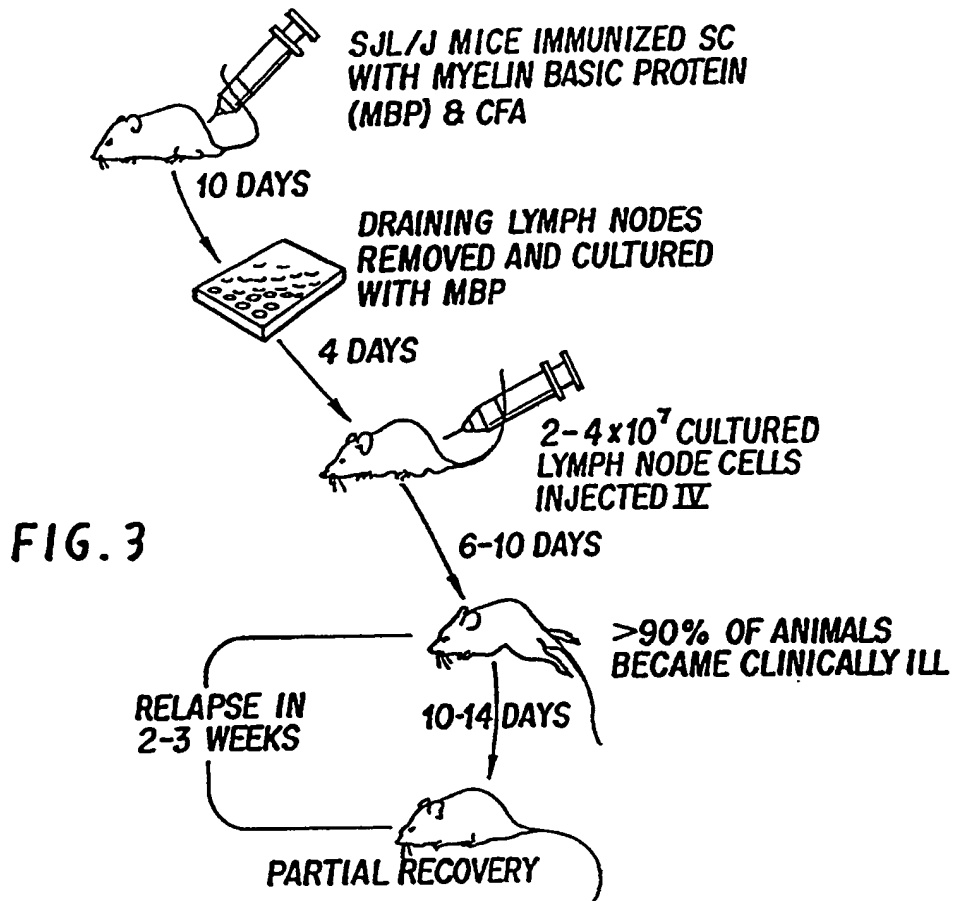 SJL/J MICE IMMUNIZED SC
WITH MYELIN BASIC PROTEIN
(MBP) & CFA
10 DAYS
DRAINING LYMPH NODES
REMOVED AND CULTURED
WITH MBP
4 DAYS
2-4x10⁷ CULTURED
LYMPH NODE CELLS
INJECTED IV
FIG. 3
6-10 DAYS
>90% OF ANIMALS
BECAME CLINICALLY ILL
RELAPSE IN
2-3 WEEKS
10-14 DAYS
PARTIAL RECOVERY